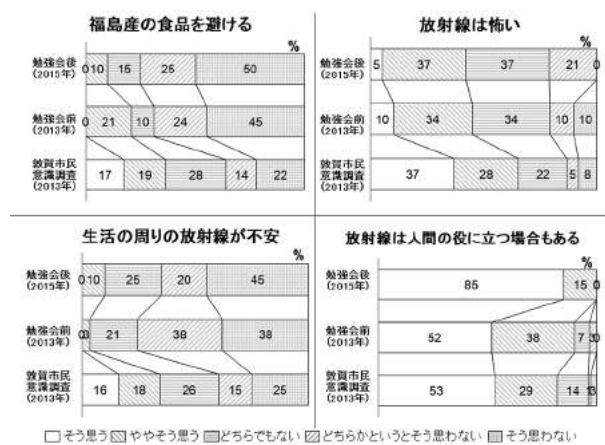 福島産の食品を避ける
%
勉強会後
(2015年)
0 10 15 25 50
勉強会前
(2013年)
0 21 10 24 45
敦賀市民
意識調査
(2013年)
17 19 28 14 22
放射線は怖い
%
勉強会後
(2015年)
5 37 37 21 0
勉強会前
(2013年)
10 34 34 10 10
敦賀市民
意識調査
(2013年)
37 28 22 5 8
生活の周りの放射線が不安
%
勉強会後
(2015年)
0 10 25 20 45
勉強会前
(2013年)
0 3 21 38 38
敦賀市民
意識調査
(2013年)
16 18 26 15 25
放射線は人間の役に立つ場合もある
%
勉強会後
(2015年)
85 15 0
勉強会前
(2013年)
52 38 7 3 0
敦賀市民
意識調査
(2013年)
53 29 14 1 3
そう思う ややそう思う どちらでもない どちらかというとそう思わない そう思わない